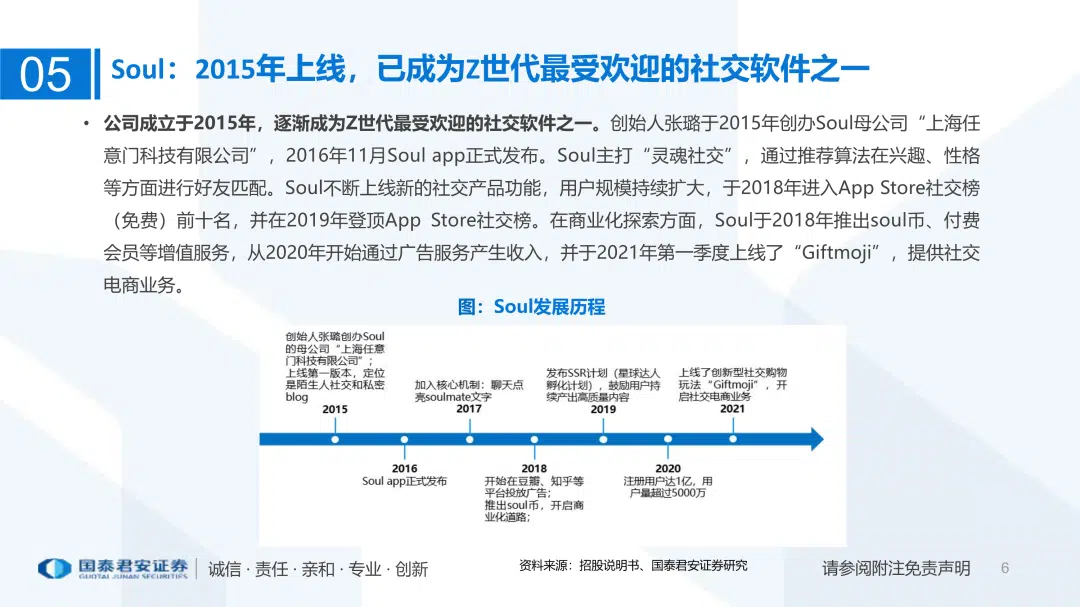 05
Soul：2015年上线，已成为Z世代最受欢迎的社交软件之一
• 公司成立于2015年，逐渐成为Z世代最受欢迎的社交软件之一。创始人张璐于2015年创办Soul母公司“上海任
意门科技有限公司”，2016年11月Soul app正式发布。Soul主打“灵魂社交”，通过推荐算法在兴趣、性格
等方面进行好友匹配。Soul不断上线新的社交产品功能，用户规模持续扩大，于2018年进入App Store社交榜
（免费）前十名，并在2019年登顶App Store社交榜。在商业化探索方面，Soul于2018年推出soul币、付费
会员等增值服务，从2020年开始通过广告服务产生收入，并于2021年第一季度上线了“Giftmoji”，提供社交
电商业务。
图：Soul发展历程
创始人张璐创办Soul
的母公司“上海任意
门科技有限公司”；
上线第一版本，定位
是陌生人社交和私密
blog
2015
加入核心机制：聊天点
亮soulmate文字
2017
发布SSR计划（星球达人
孵化计划），鼓励用户持
续产出高质量内容
2019
上线了创新型社交购物
玩法“Giftmoji”，开
启社交电商业务
2021
2016
Soul app正式发布
2018
开始在豆瓣、知乎等
平台投放广告；
推出soul币，开启商
业化道路；
2020
注册用户达1亿，用
户量超过5000万
国泰君安证券
GUOTAI JUNAN SECURITIES
诚信 · 责任 · 亲和 · 专业 · 创新
资料来源：招股说明书、国泰君安证券研究
请参阅附注免责声明
6